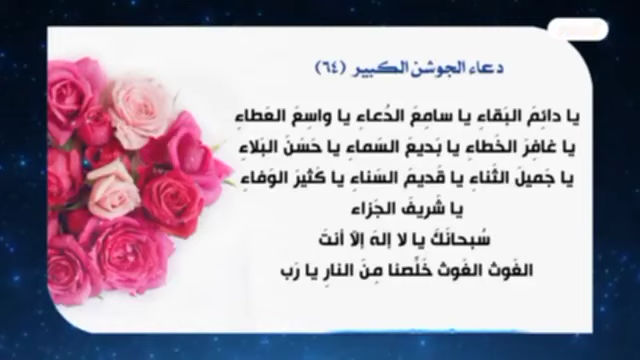 دعاء الجوشن الكبير (٦٤)
يا دائِمَ البَقاءِ يا سامِعَ الدُعاءِ يا واسِعَ العَطاءِ
يا غافِرَ الخَطاءِ يا بَديعَ السَماءِ يا حَسَنَ البَلاءِ
يا جَميلَ الثَناءِ يا قَديمَ السَناءِ يا كَثيرَ الوَفاءِ
يا شَريفَ الجَزاء
سُبحانَكَ يا لا إلهَ إلاّ أنتَ
الغَوث الغَوث خَلِّصنا مِنَ النارِ يا رَب